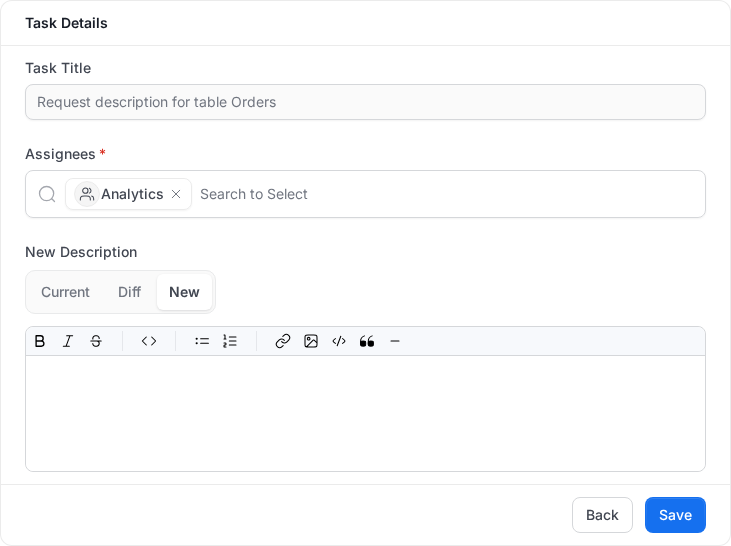 Task Details
Task Title
Request description for table Orders
Assignees *
Analytics Search to Select
New Description
Current Diff New
Back Save